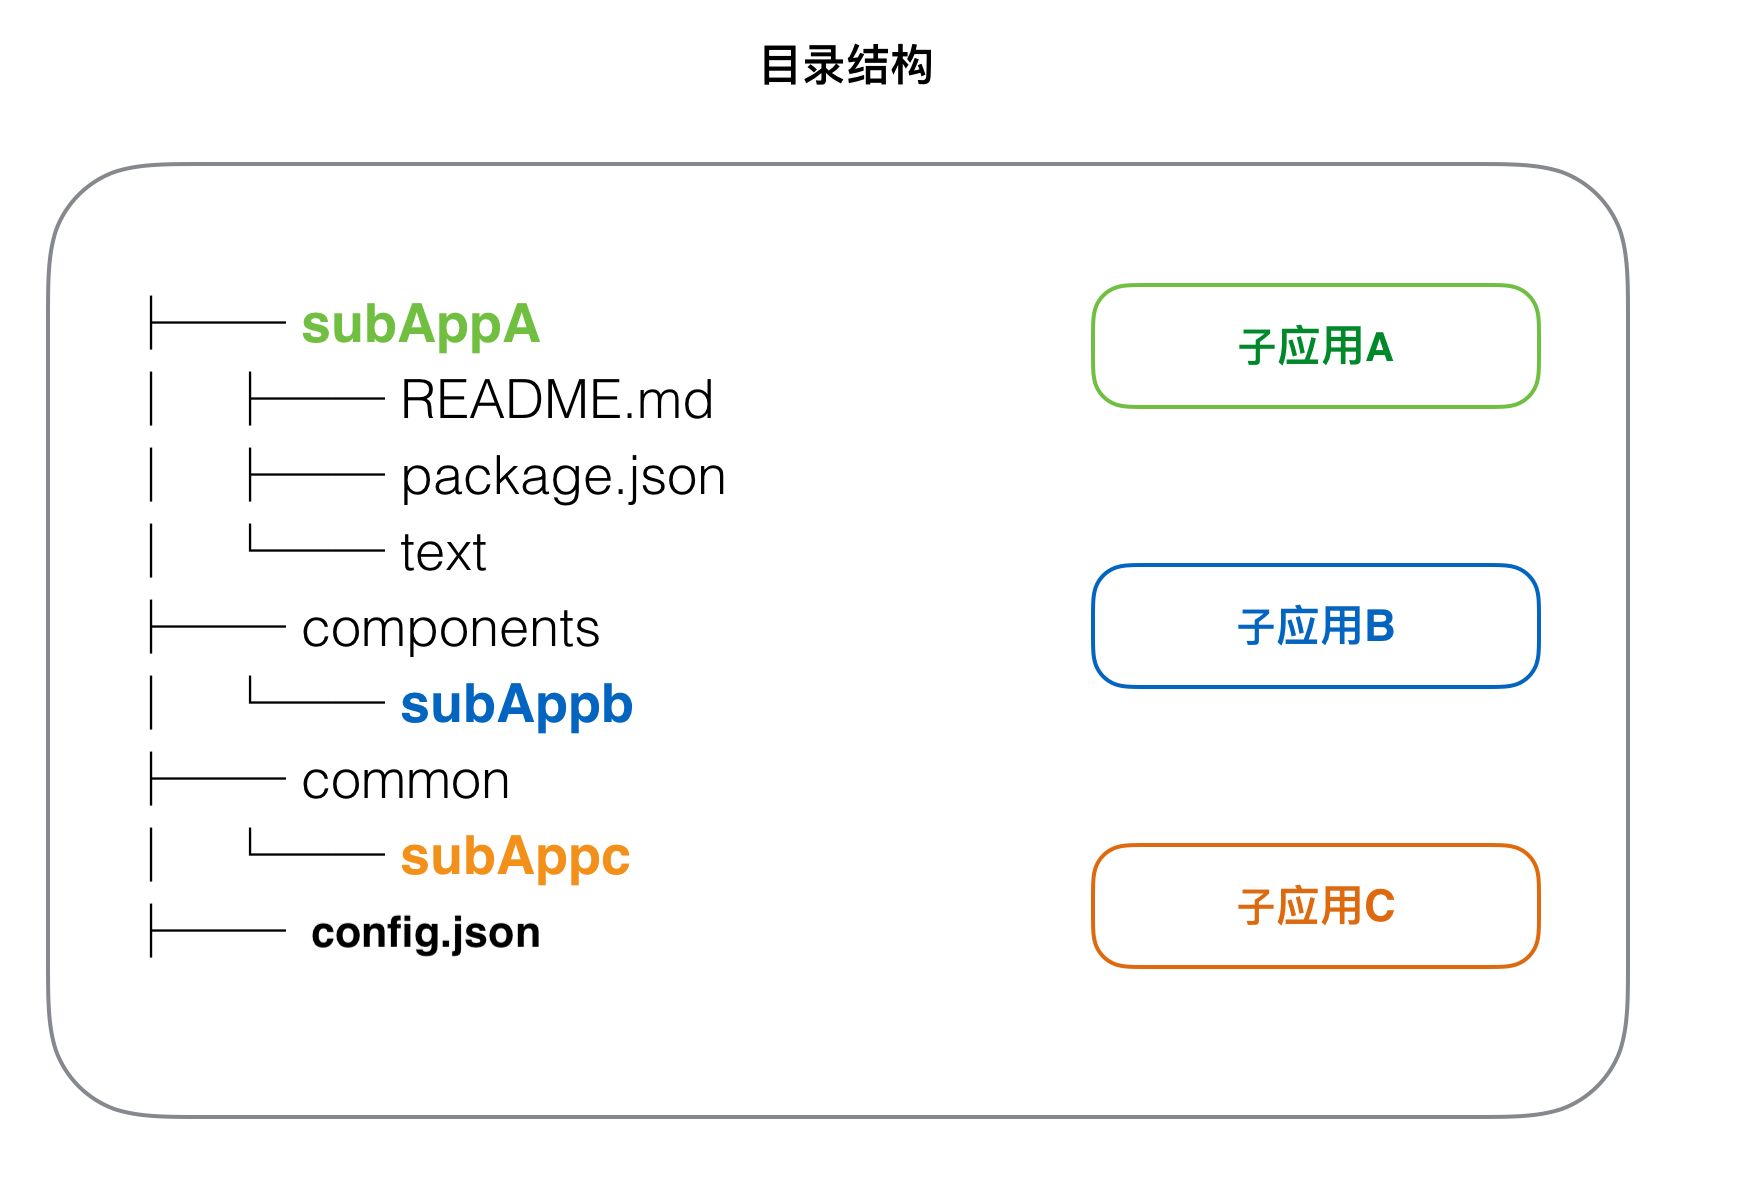 目录结构
subAppA
README.md
package.json
text
components
subAppb
common
subAppc
config.json
子应用A
子应用B
子应用C